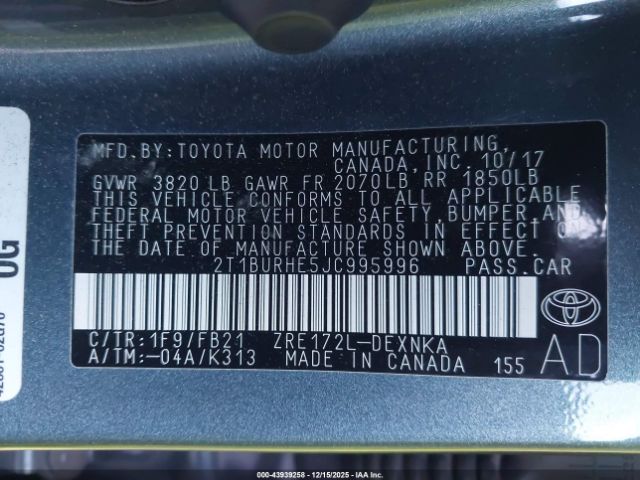 MFD.BY:TOYOTA MOTOR MANUFACTURING,
CANADA,INC. 10/17
GVWR 3820LB GAWR FR 2070LB RR 1850LB
THIS VEHICLE CONFORMS TO ALL APPLICABLE
FEDERAL MOTOR VEHICLE SAFETY,BUMPER,AND
THEFT PREVENTION STANDARDS IN EFFECT ON
THE DATE OF MANUFACTURE SHOWN ABOVE.
2T1BURHE5JC995996 PASS.CAR
C/TR:1F9/FB21 ZRE172L-DEXNKA
A/TM:-04A/K313 MADE IN CANADA 155
AD
000-43939258 - 12/15/2025 - IAA Inc.